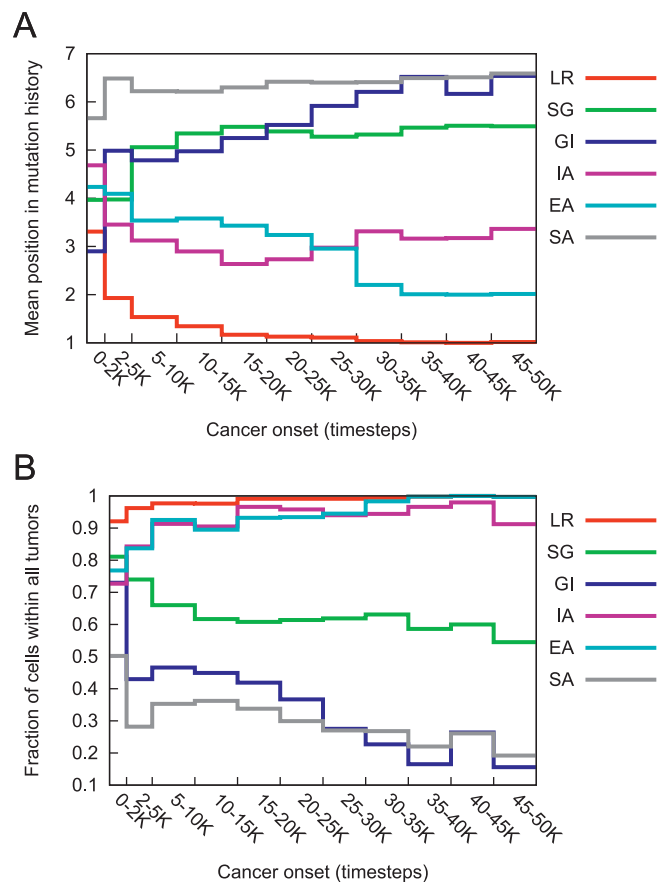 A
Mean position in mutation history
7
6
5
4
3
2
1
0-2K
2-5K
5-10K
10-15K
15-20K
20-25K
25-30K
30-35K
35-40K
40-45K
45-50K
Cancer onset (timesteps)
LR
SG
GI
IA
EA
SA
B
Fraction of cells within all tumors
1
0.9
0.8
0.7
0.6
0.5
0.4
0.3
0.2
0.1
0-2K
2-5K
5-10K
10-15K
15-20K
20-25K
25-30K
30-35K
35-40K
40-45K
45-50K
Cancer onset (timesteps)
LR
SG
GI
IA
EA
SA